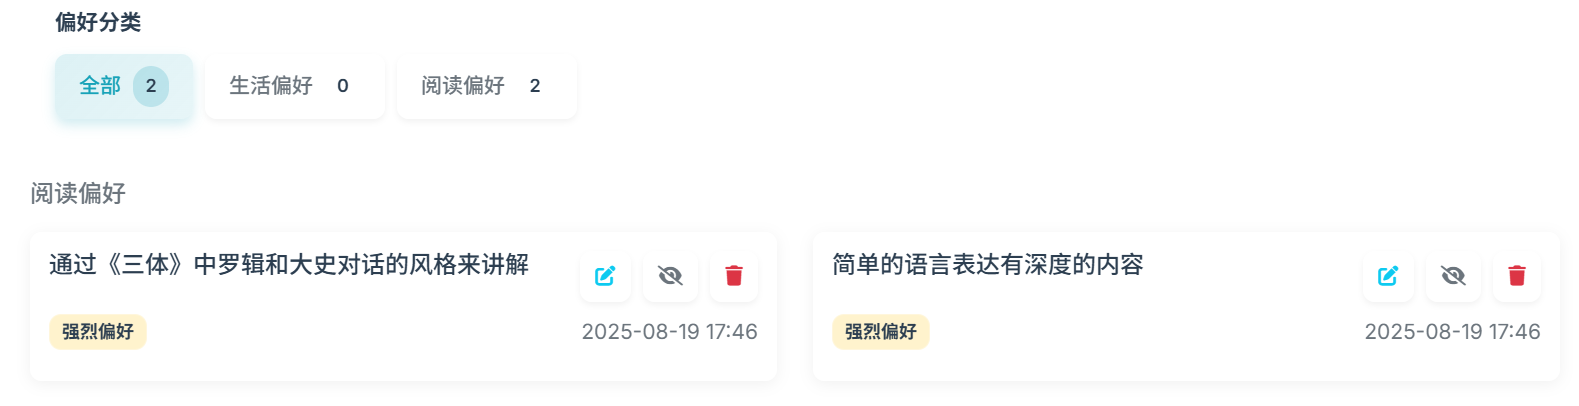 偏好分类
全部 2 生活偏好 0 阅读偏好 2
阅读偏好
通过《三体》中罗辑和大史对话的风格来讲解
强烈偏好 2025-08-19 17:46
简单的语言表达有深度的内容
强烈偏好 2025-08-19 17:46